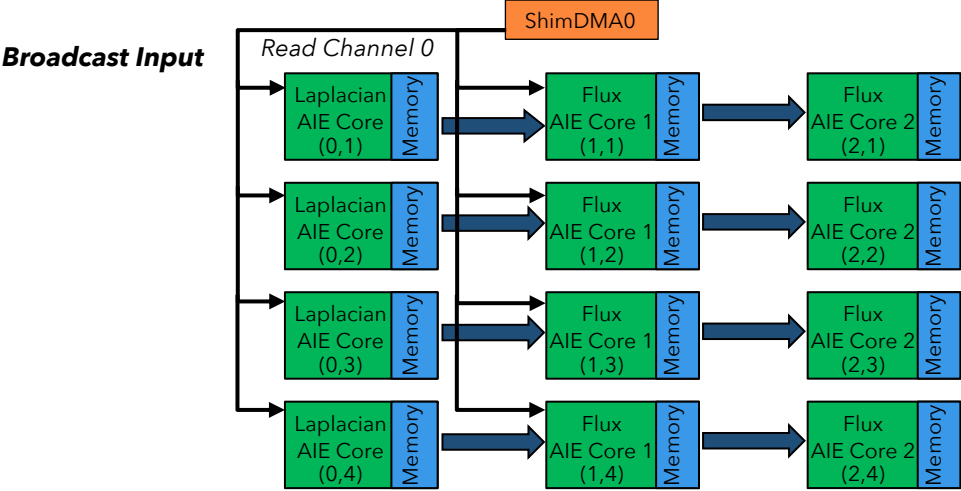 ShimDMA0
Broadcast Input
Read Channel 0
Laplacian
AIE Core
(0,1)
Memory
Flux
AIE Core 1
(1,1)
Memory
Flux
AIE Core 2
(2,1)
Memory
Laplacian
AIE Core
(0,2)
Memory
Flux
AIE Core 1
(1,2)
Memory
Flux
AIE Core 2
(2,2)
Memory
Laplacian
AIE Core
(0,3)
Memory
Flux
AIE Core 1
(1,3)
Memory
Flux
AIE Core 2
(2,3)
Memory
Laplacian
AIE Core
(0,4)
Memory
Flux
AIE Core 1
(1,4)
Memory
Flux
AIE Core 2
(2,4)
Memory